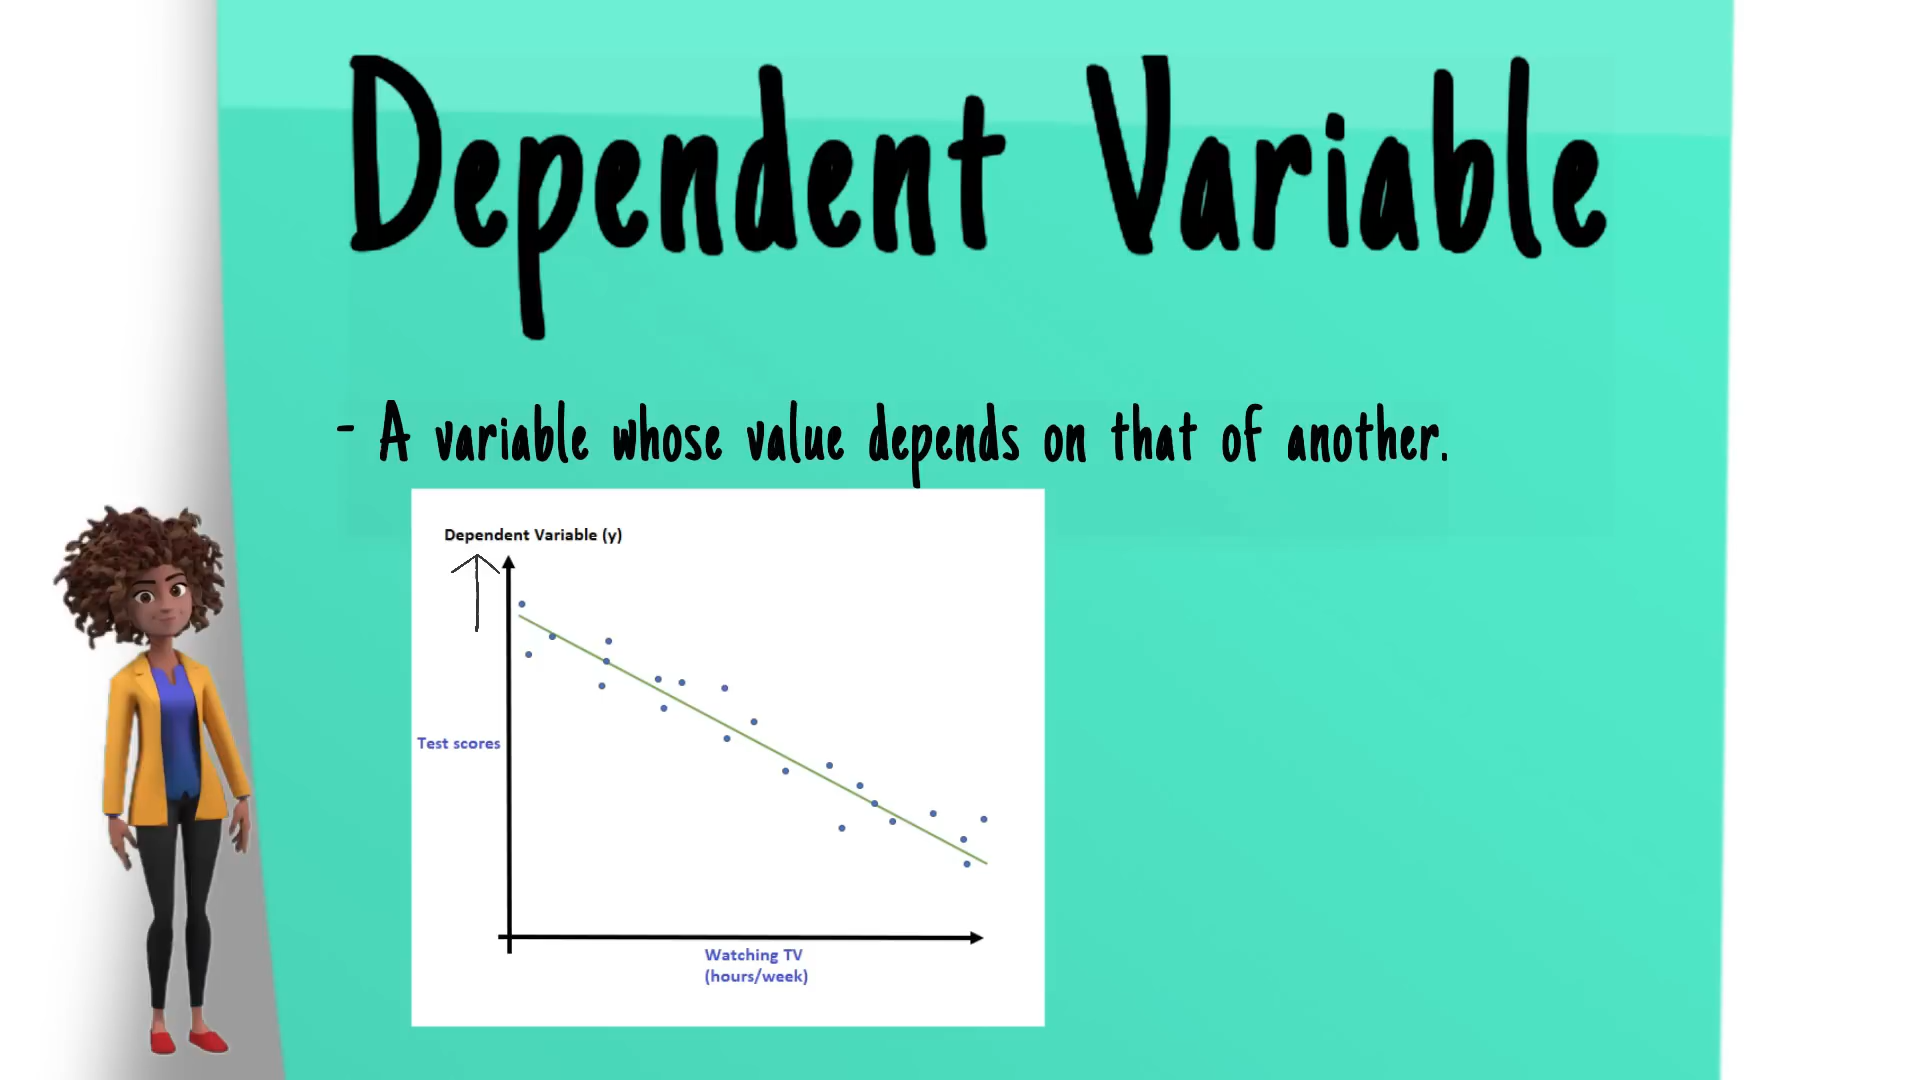 Dependent Variable
- A variable whose value depends on that of another.
Dependent Variable (y)
Test scores
Watching TV
(hours/week)